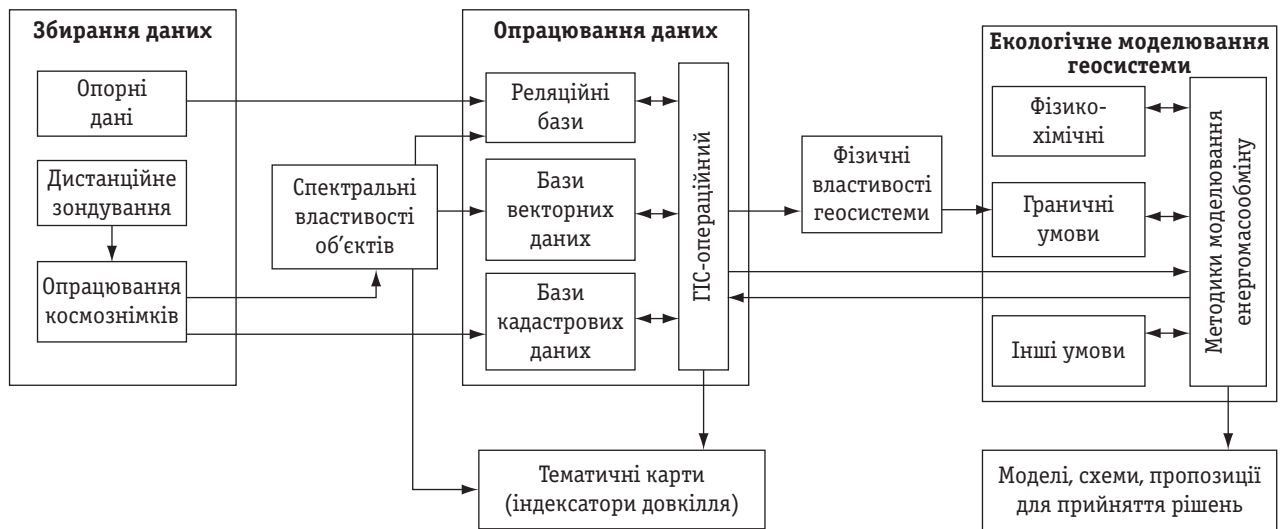 Збирання даних
Опорні
дані
Дистанційне
зондування
Опрацювання
космознімків
Спектральні
властивості
об’єктів
Опрацювання даних
Реляційні
бази
Бази
векторних
даних
Бази
кадастрових
даних
ГІС-операційний
Тематичні карти
(індексатори довкілля)
Фізичні
властивості
геосистеми
Екологічне моделювання
геосистеми
Фізико-
хімічні
Граничні
умови
Інші умови
Методики моделювання
енергомасообміну
Моделі, схеми, пропозиції
для прийняття рішень